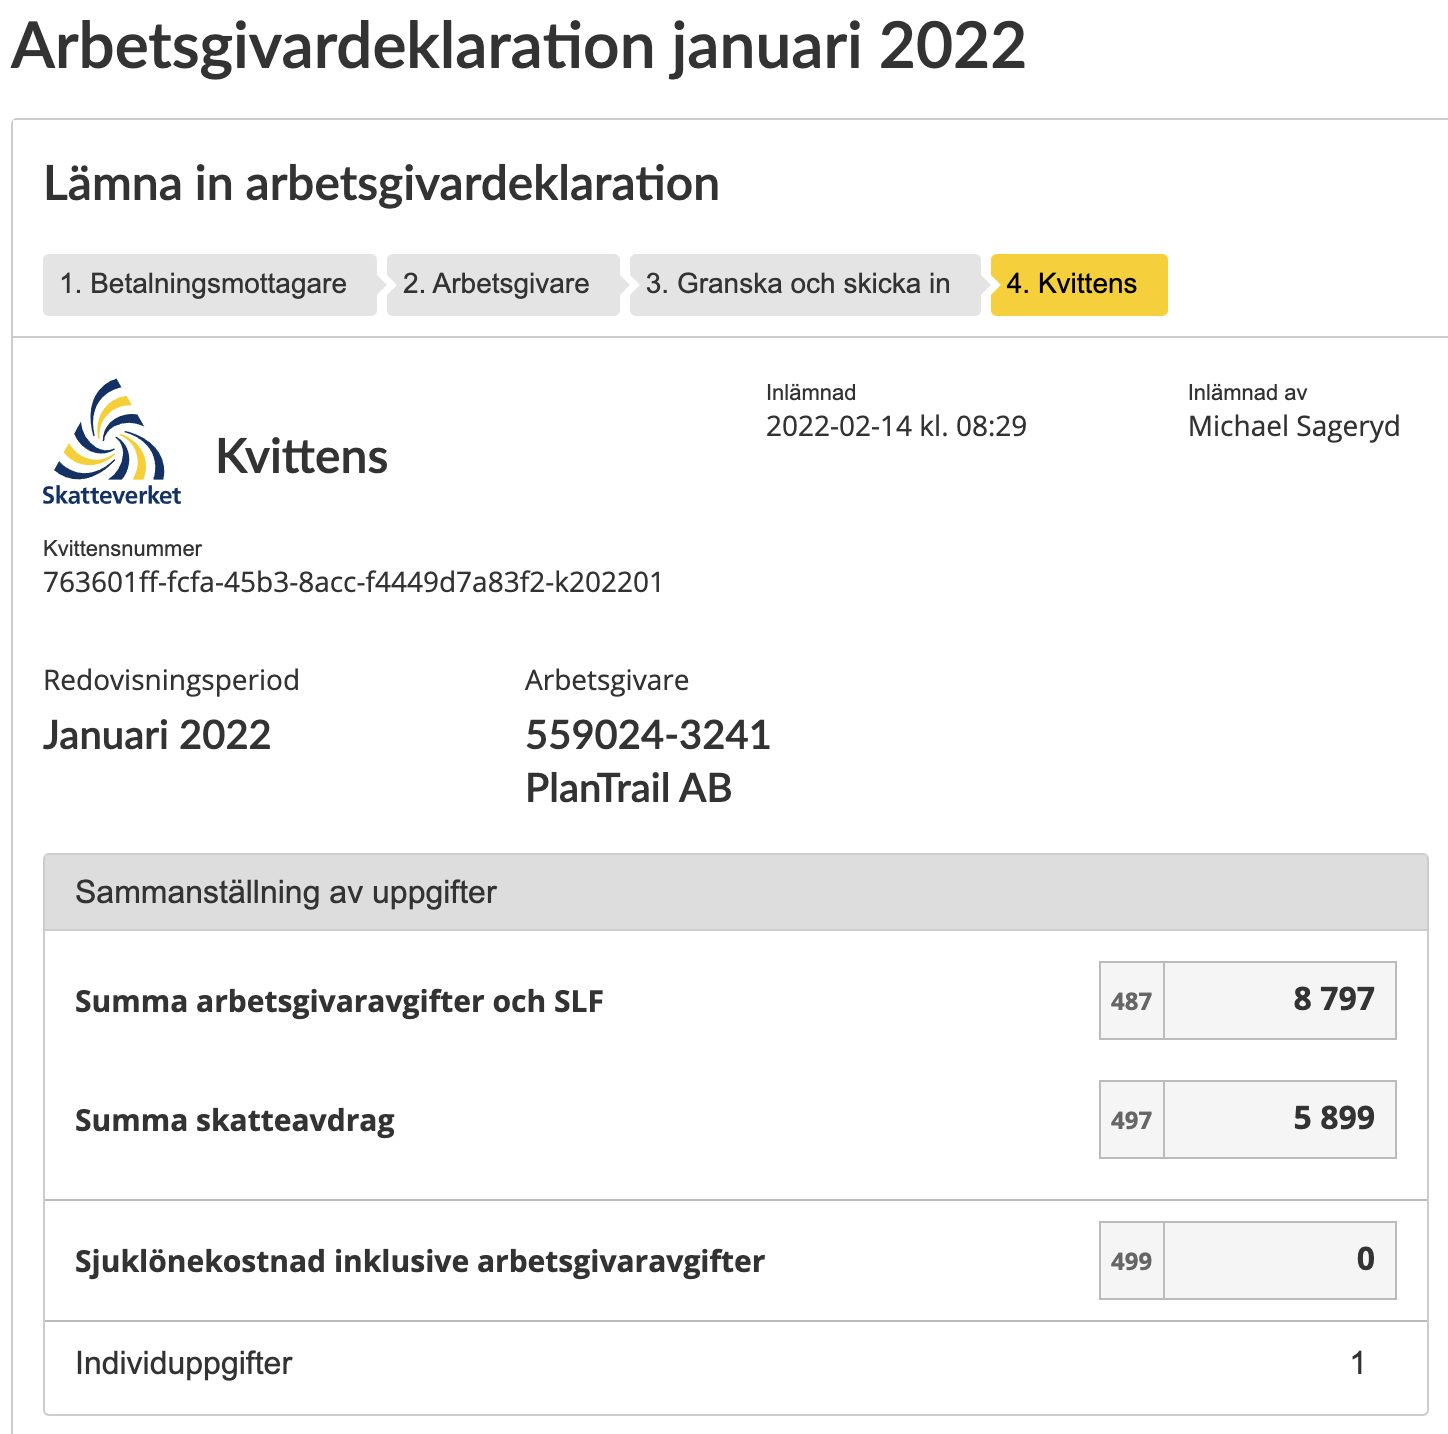 Arbetsgivardeklaration januari 2022
Lämna in arbetsgivardeklaration
1. Betalningsmottagare 2. Arbetsgivare 3. Granska och skicka in 4. Kvittens
Skatteverket
Kvittens
Inlämnad
2022-02-14 kl. 08:29
Inlämnad av
Michael Sageryd
Kvittensnummer
763601ff-fcfa-45b3-8acc-f4449d7a83f2-k202201
Redovisningsperiod
Januari 2022
Arbetsgivare
559024-3241
PlanTrail AB
Sammanställning av uppgifter
Summa arbetsgivaravgifter och SLF 487 8 797
Summa skatteavdrag 497 5 899
Sjuklönekostnad inklusive arbetsgivaravgifter 499 0
Individuppgifter 1